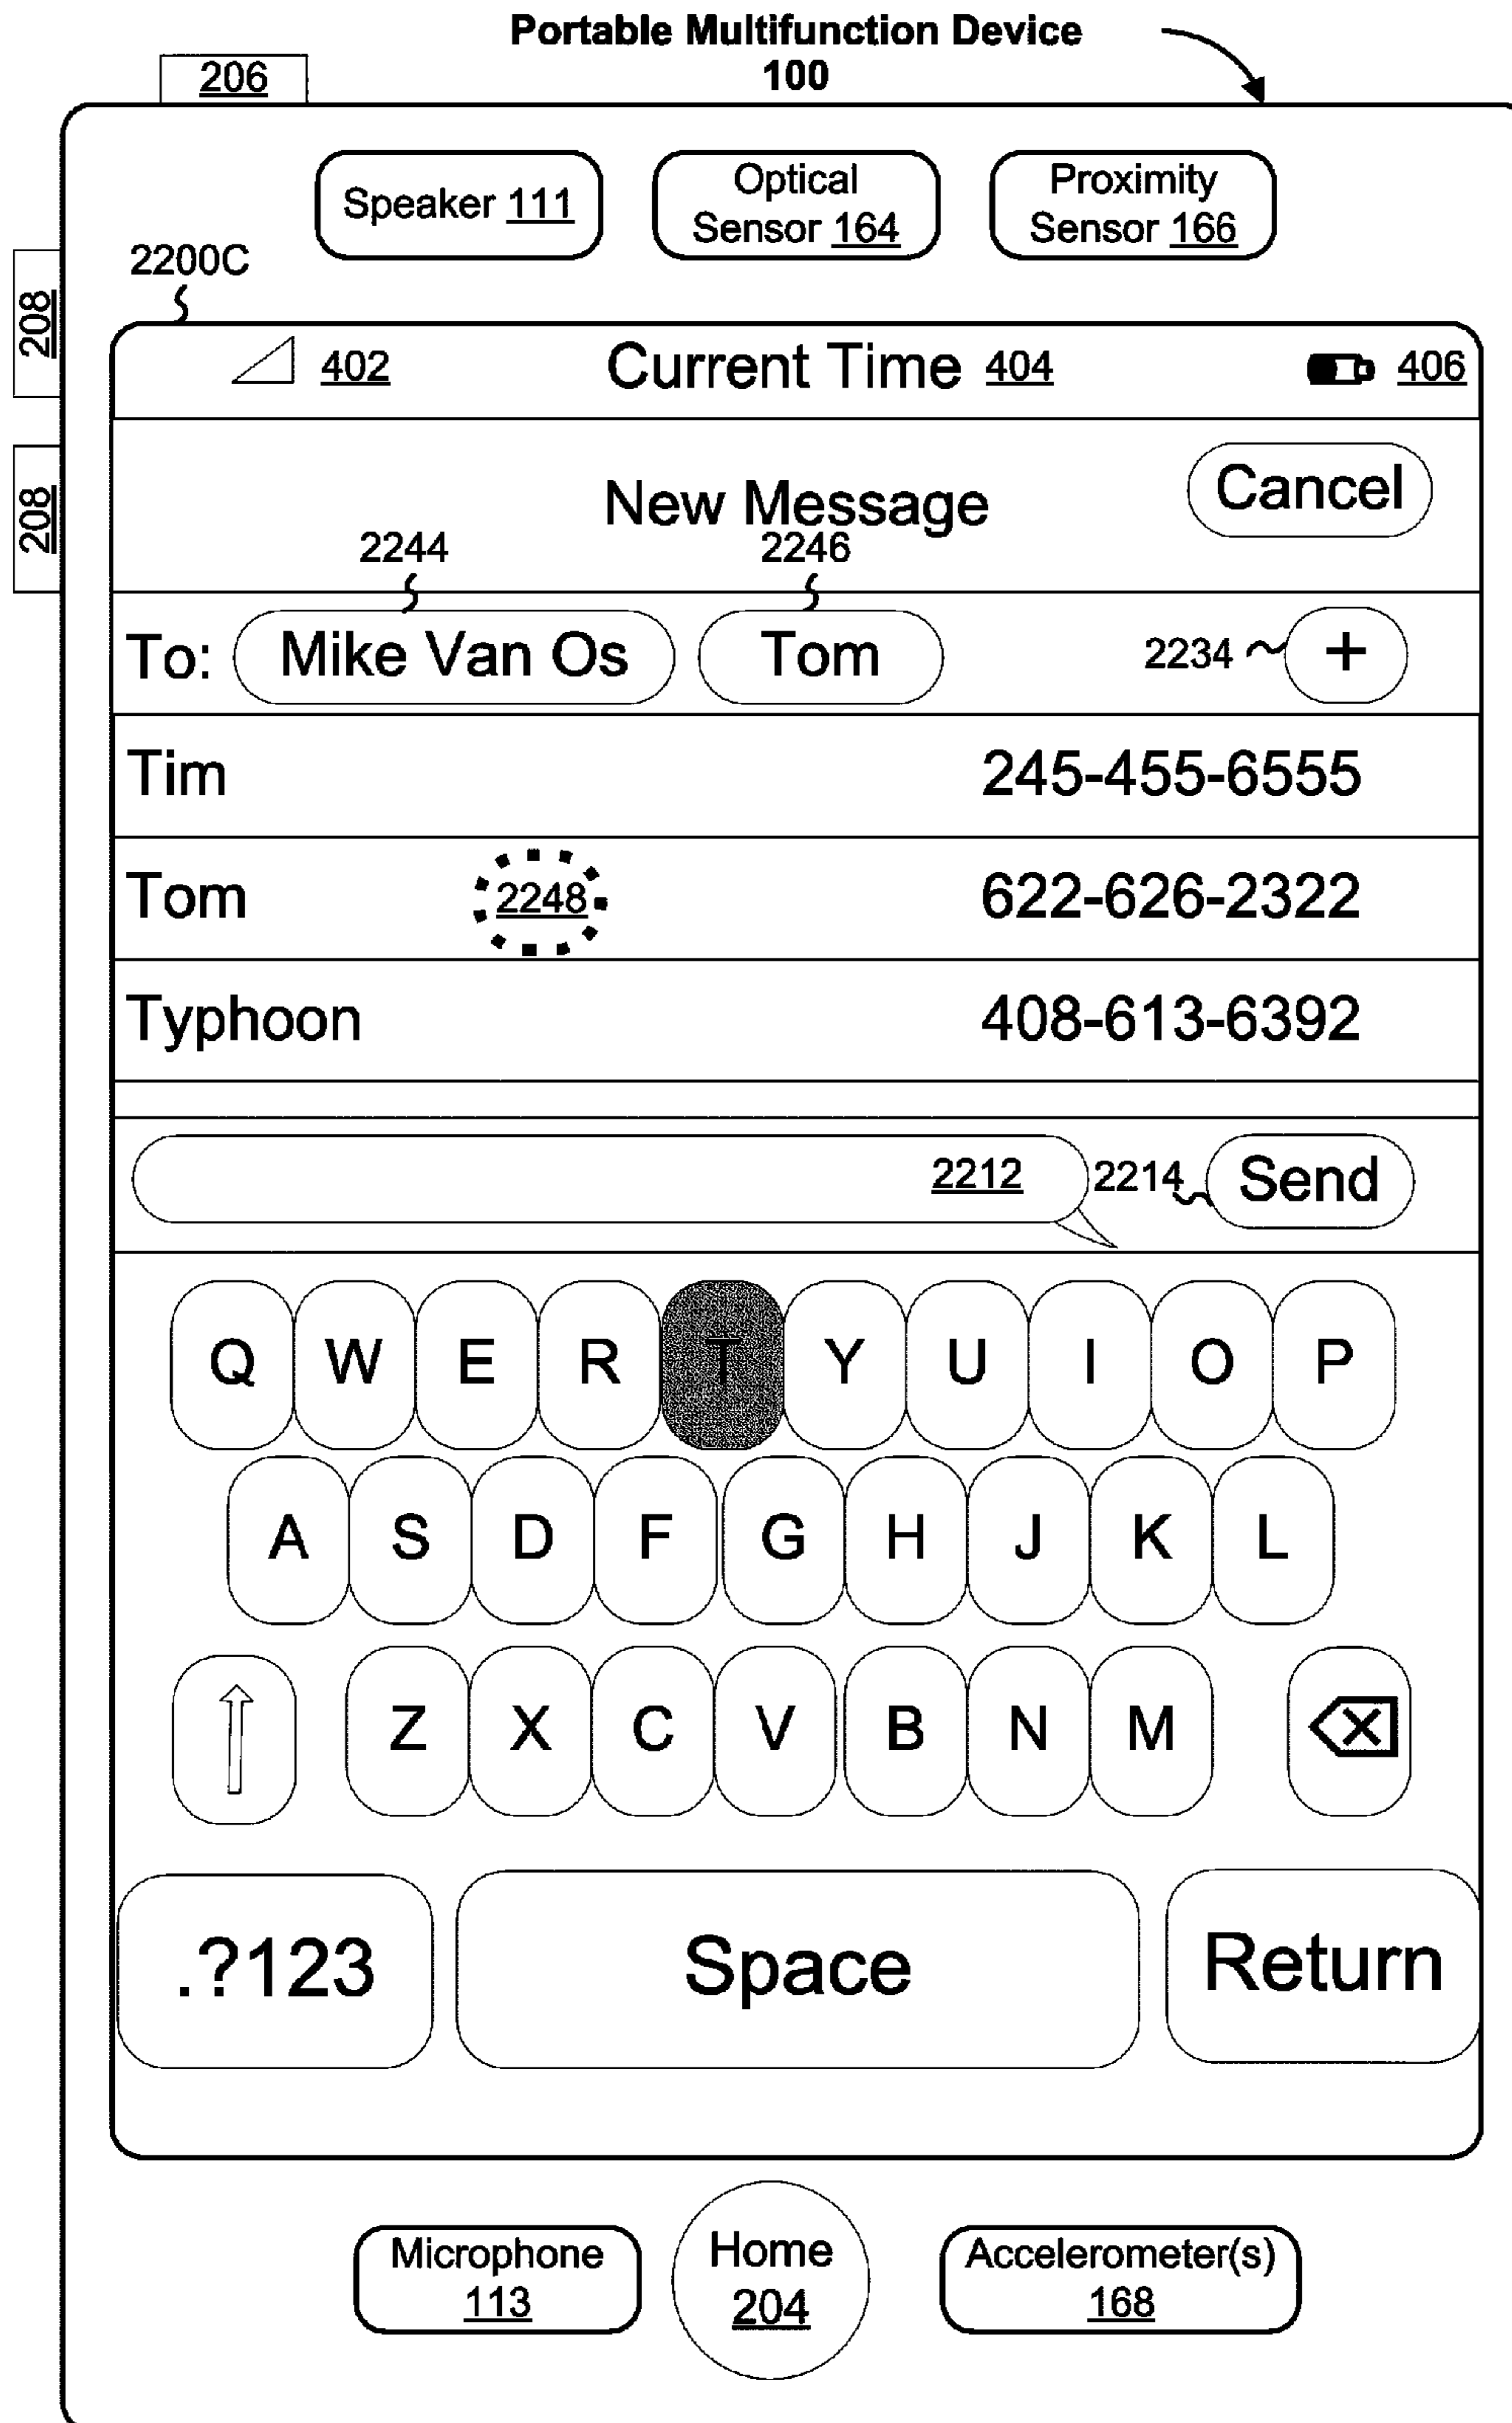 Portable Multifunction Device
100
206
Speaker 111
Optical
Sensor 164
Proximity
Sensor 166
2200C
208
208
402
Current Time 404
406
New Message
Cancel
2244
2246
To:
Mike Van Os
Tom
2234
+
Tim 245-455-6555
Tom 2248 622-626-2322
Typhoon 408-613-6392
2212
2214
Send
Q W E R T Y U I O P
A S D F G H J K L
Z X C V B N M
.?123 Space Return
Microphone
113
Home
204
Accelerometer(s)
168